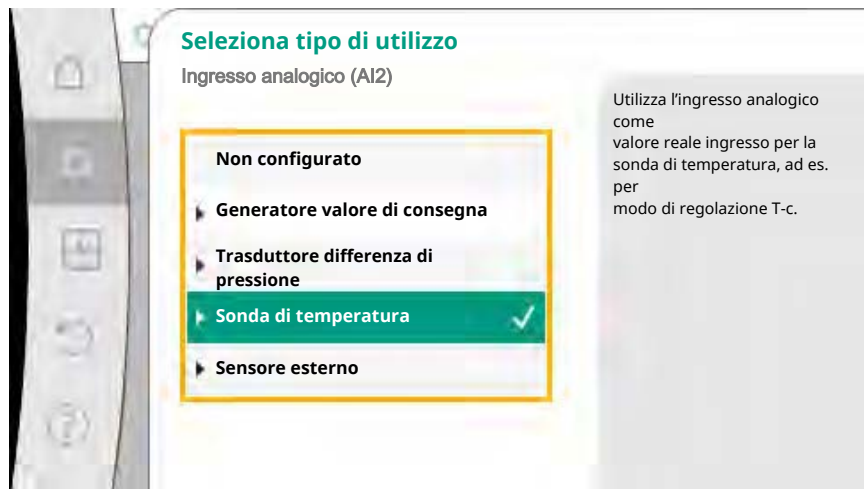 Seleziona tipo di utilizzo
Ingresso analogico (AI2)
Non configurato
Generatore valore di consegna
Trasduttore differenza di
pressione
Sonda di temperatura
Sensore esterno
Utilizza l'ingresso analogico
come
valore reale ingresso per la
sonda di temperatura, ad es.
per
modo di regolazione T-c.